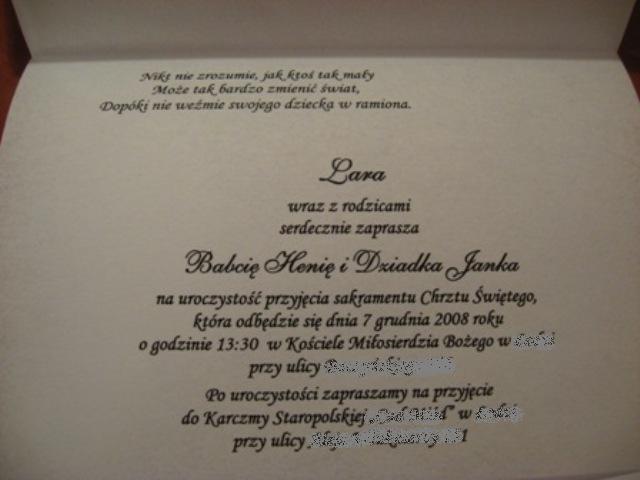 Nikt nie zrozumie, jak ktoś tak mały
Może tak bardzo zmienić świat,
Dopóki nie weźmie swojego dziecka w ramiona.
Lara
wraz z rodzicami
serdecznie zaprasza
Babcię Henię i Dziadka Janka
na uroczystość przyjęcia sakramentu Chrztu Świętego,
która odbędzie się dnia 7 grudnia 2008 roku
o godzinie 13:30 w Kościele Miłosierdzia Bożego w
przy ulicy
Po uroczystości zapraszamy na przyjęcie
do Karczmy Staropolskiej w
przy ulicy